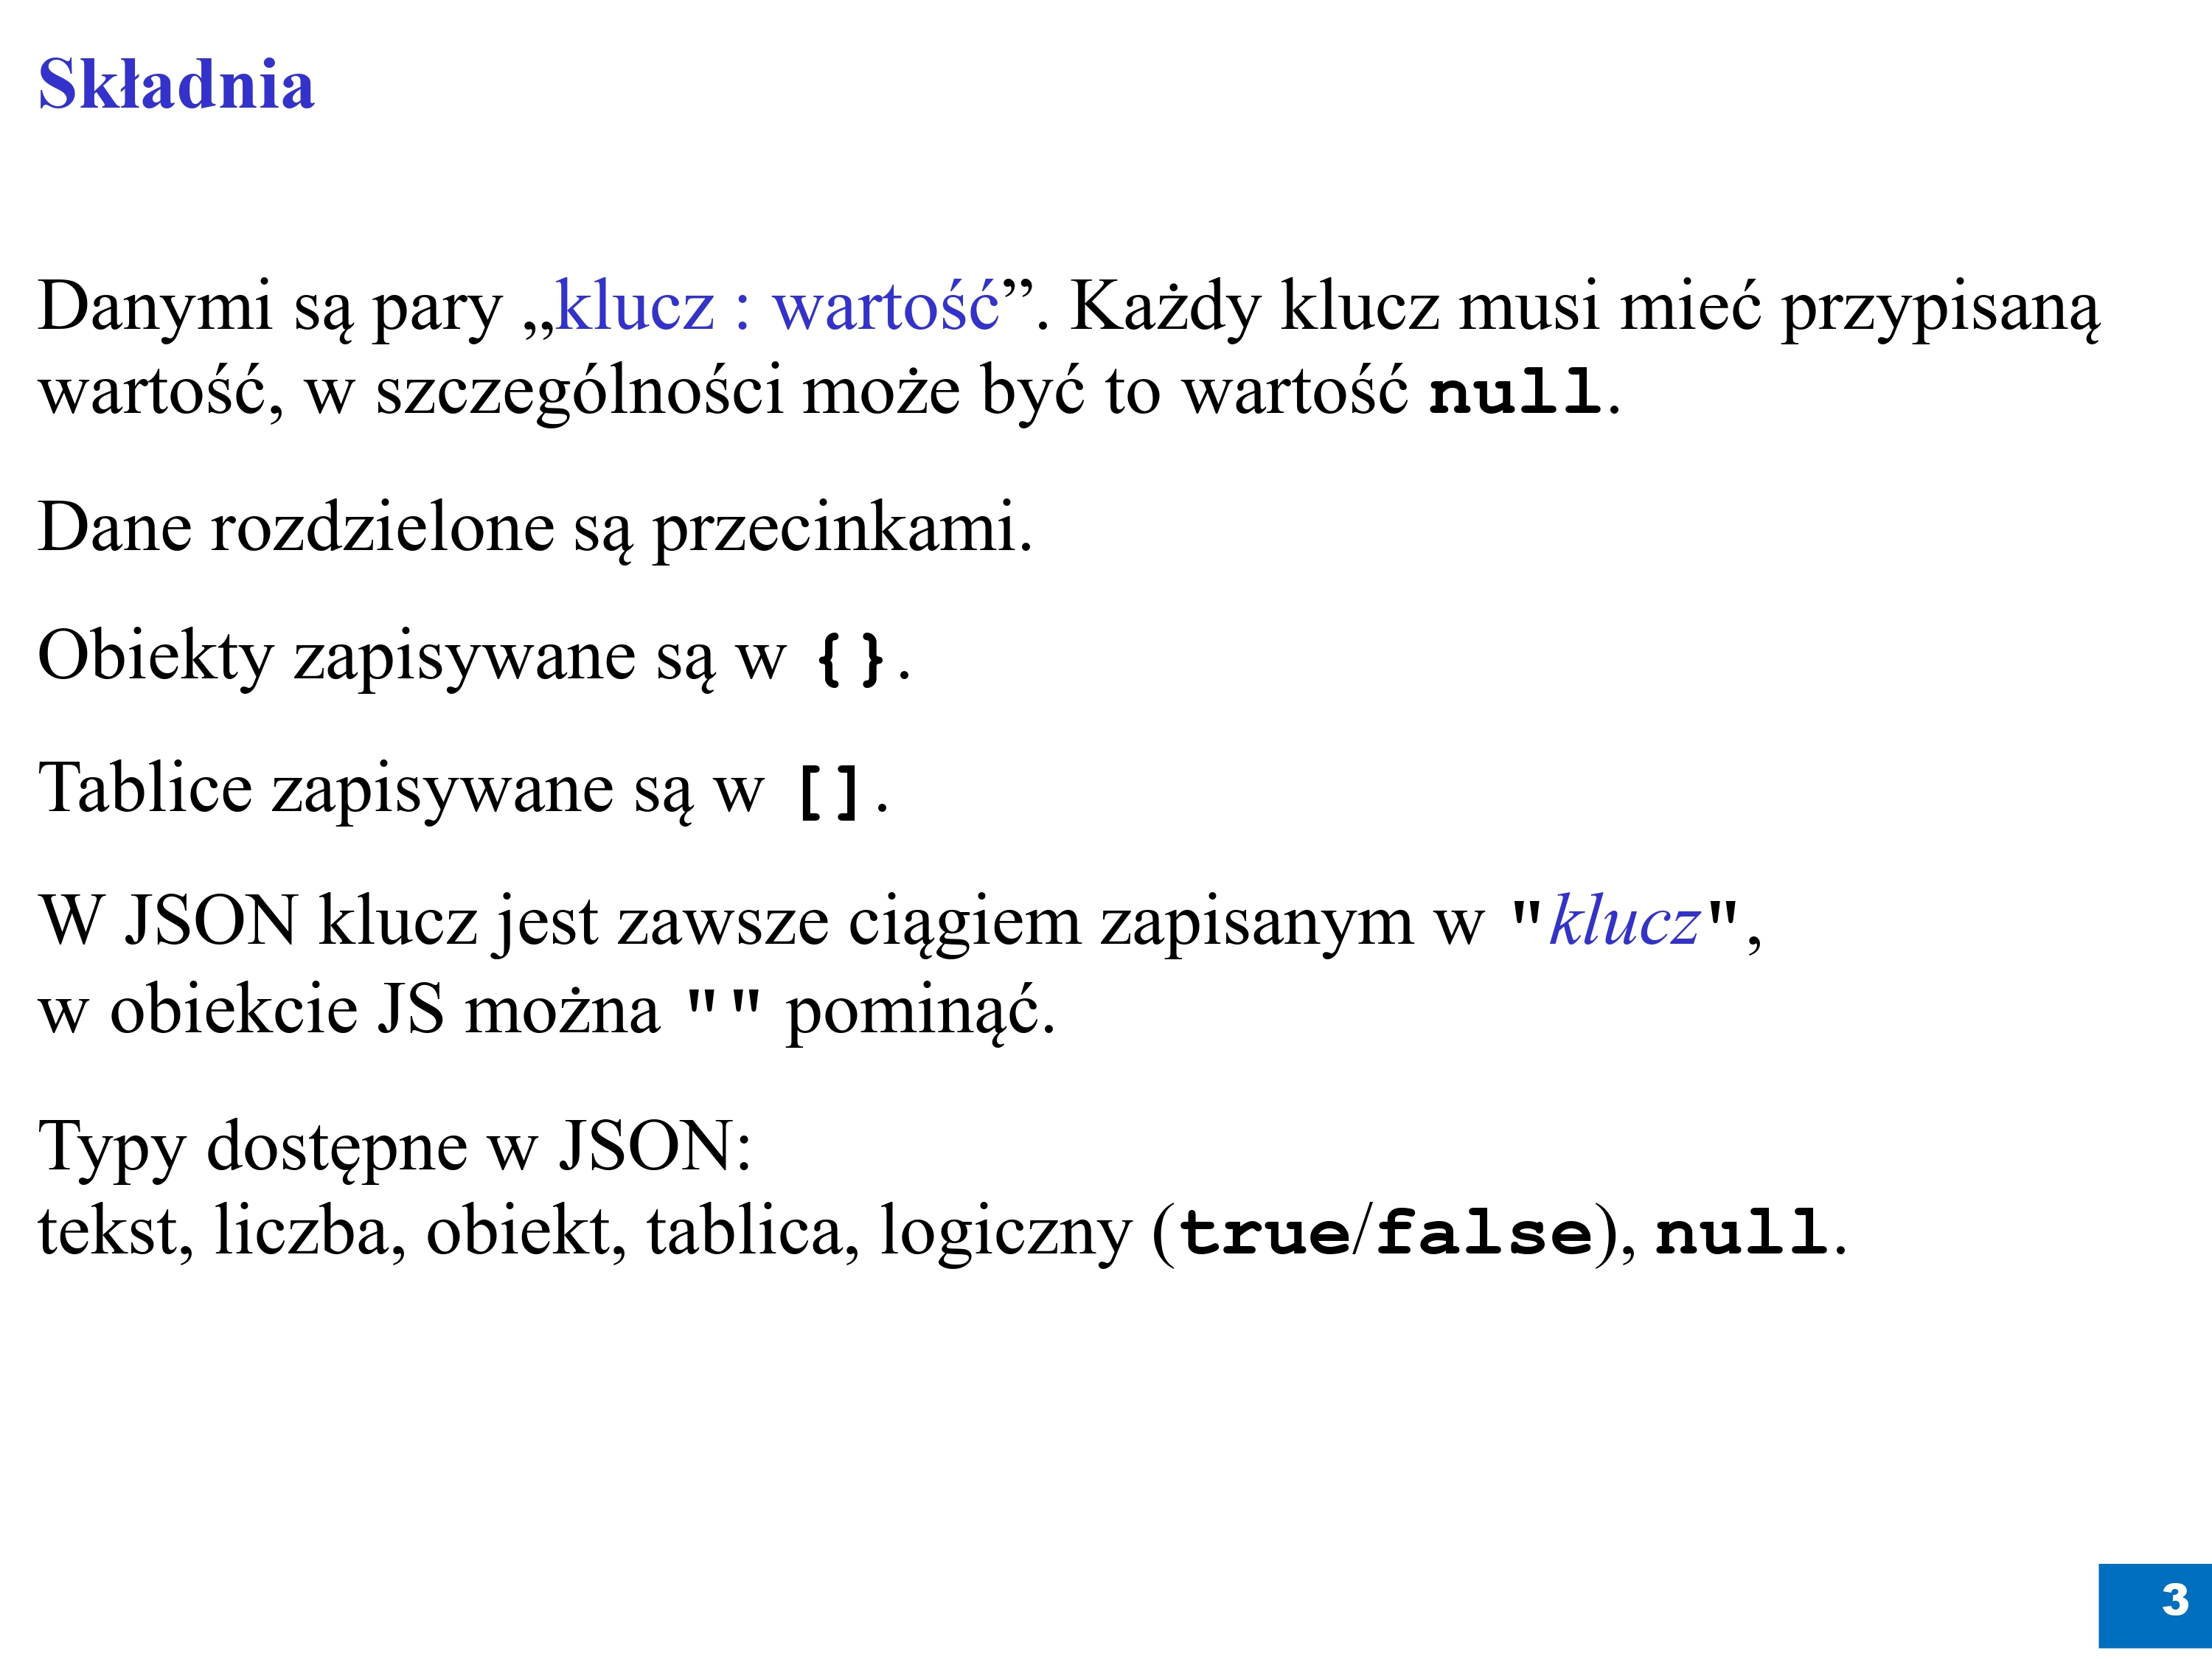 Składnia
Danymi są pary „klucz : wartość”. Każdy klucz musi mieć przypisaną
wartość, w szczególności może być to wartość null.
Dane rozdzielone są przecinkami.
Obiekty zapisywane są w {}.
Tablice zapisywane są w [].
W JSON klucz jest zawsze ciągiem zapisanym w "klucz",
w obiekcie JS można "" pominąć.
Typy dostępne w JSON:
tekst, liczba, obiekt, tablica, logiczny (true/false), null.
3